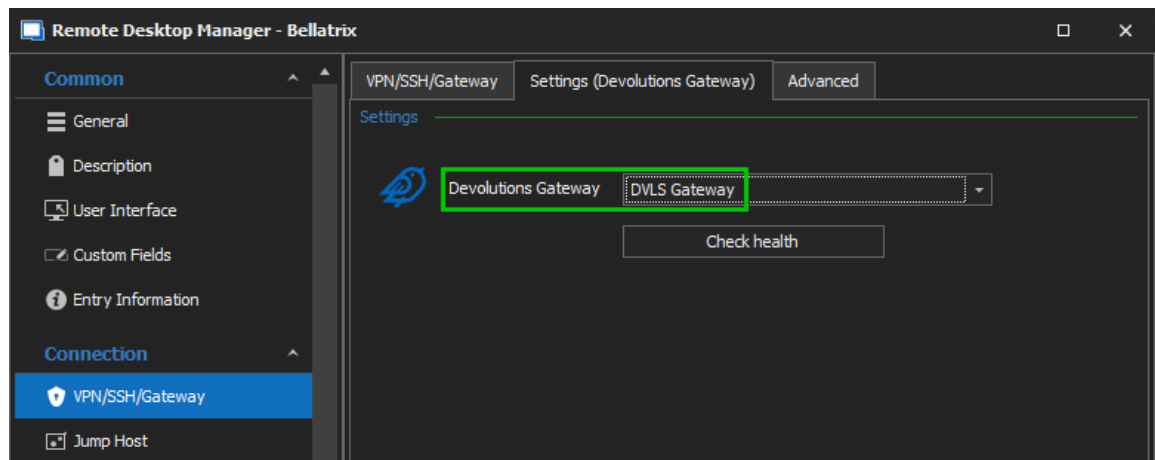 Remote Desktop Manager - Bellatrix
Common
General
Description
User Interface
Custom Fields
Entry Information
Connection
VPN/SSH/Gateway
Jump Host
VPN/SSH/Gateway
Settings (Devolutions Gateway)
Advanced
Settings
Devolutions Gateway
DVLS Gateway
Check health